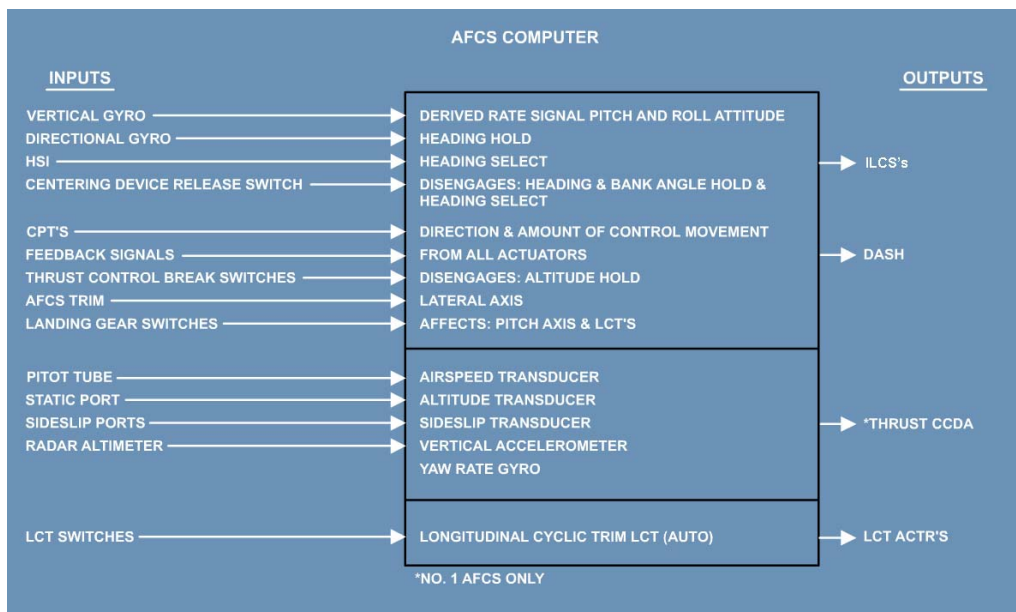 AFCS COMPUTER
INPUTS
OUTPUTS
VERTICAL GYRO
DERIVED RATE SIGNAL PITCH AND ROLL ATTITUDE
DIRECTIONAL GYRO
HEADING HOLD
HSI
HEADING SELECT
ILCS's
CENTERING DEVICE RELEASE SWITCH
DISENGAGES: HEADING & BANK ANGLE HOLD &
HEADING SELECT
CPT'S
DIRECTION & AMOUNT OF CONTROL MOVEMENT
FEEDBACK SIGNALS
FROM ALL ACTUATORS
DASH
THRUST CONTROL BREAK SWITCHES
DISENGAGES: ALTITUDE HOLD
AFCS TRIM
LATERAL AXIS
LANDING GEAR SWITCHES
AFFECTS: PITCH AXIS & LCT'S
PITOT TUBE
AIRSPEED TRANSDUCER
STATIC PORT
ALTITUDE TRANSDUCER
SIDESLIP PORTS
SIDESLIP TRANSDUCER
*THRUST CCDA
RADAR ALTIMETER
VERTICAL ACCELEROMETER
YAW RATE GYRO
LCT SWITCHES
LONGITUDINAL CYCLIC TRIM LCT (AUTO)
LCT ACTR'S
*NO. 1 AFCS ONLY